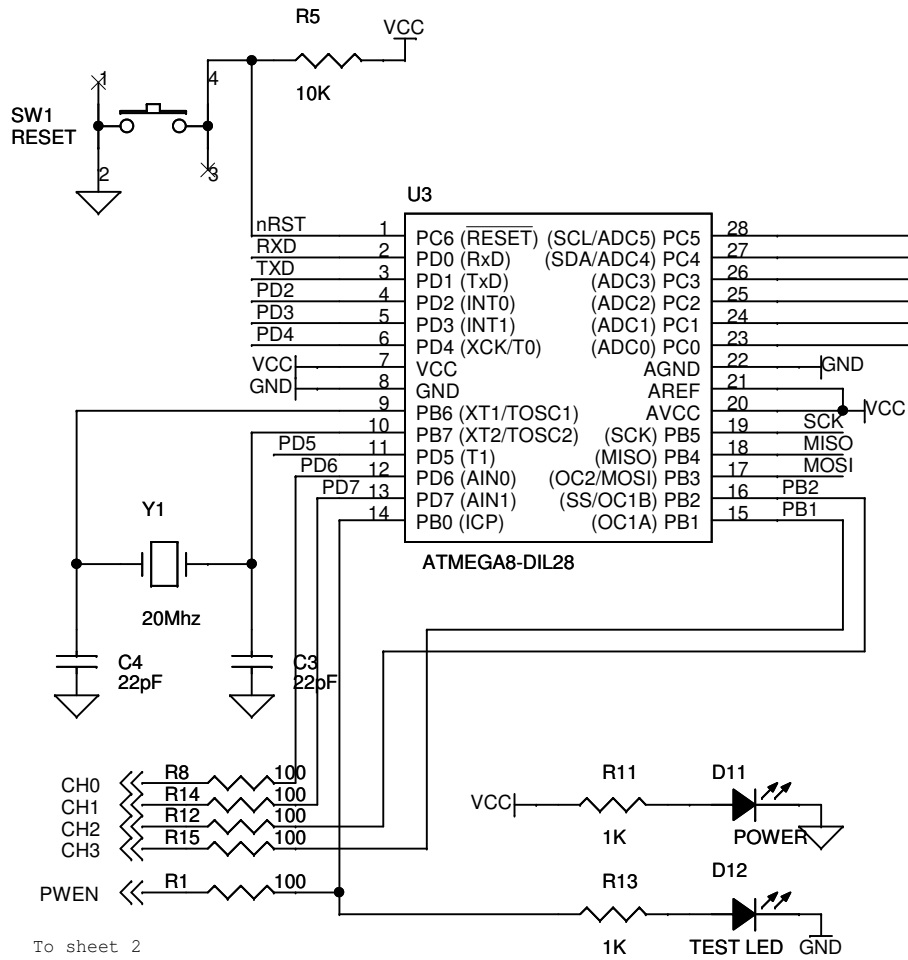 R5
VCC
10K
1
4
SW1
RESET
2
3
U3
nRST 1 PC6 (RESET) (SCL/ADC5) PC5 28
RXD 2 PD0 (RxD) (SDA/ADC4) PC4 27
TXD 3 PD1 (TxD) (ADC3) PC3 26
PD2 4 PD2 (INT0) (ADC2) PC2 25
PD3 5 PD3 (INT1) (ADC1) PC1 24
PD4 6 PD4 (XCK/T0) (ADC0) PC0 23
VCC 7 VCC AGND 22 GND
GND 8 GND AREF 21
9 PB6 (XT1/TOSC1) AVCC 20 VCC
10 PB7 (XT2/TOSC2) (SCK) PB5 19 SCK
PD5 11 PD5 (T1) (MISO) PB4 18 MISO
PD6 12 PD6 (AIN0) (OC2/MOSI) PB3 17 MOSI
PD7 13 PD7 (AIN1) (SS/OC1B) PB2 16 PB2
14 PB0 (ICP) (OC1A) PB1 15 PB1
ATMEGA8-DIL28
Y1
20Mhz
C4
22pF
C3
22pF
CH0 R8 100
CH1 R14 100
CH2 R12 100
CH3 R15 100
PWEN R1 100
R11
D11
VCC
1K
POWER
R13
D12
1K
TEST LED
GND
To sheet 2